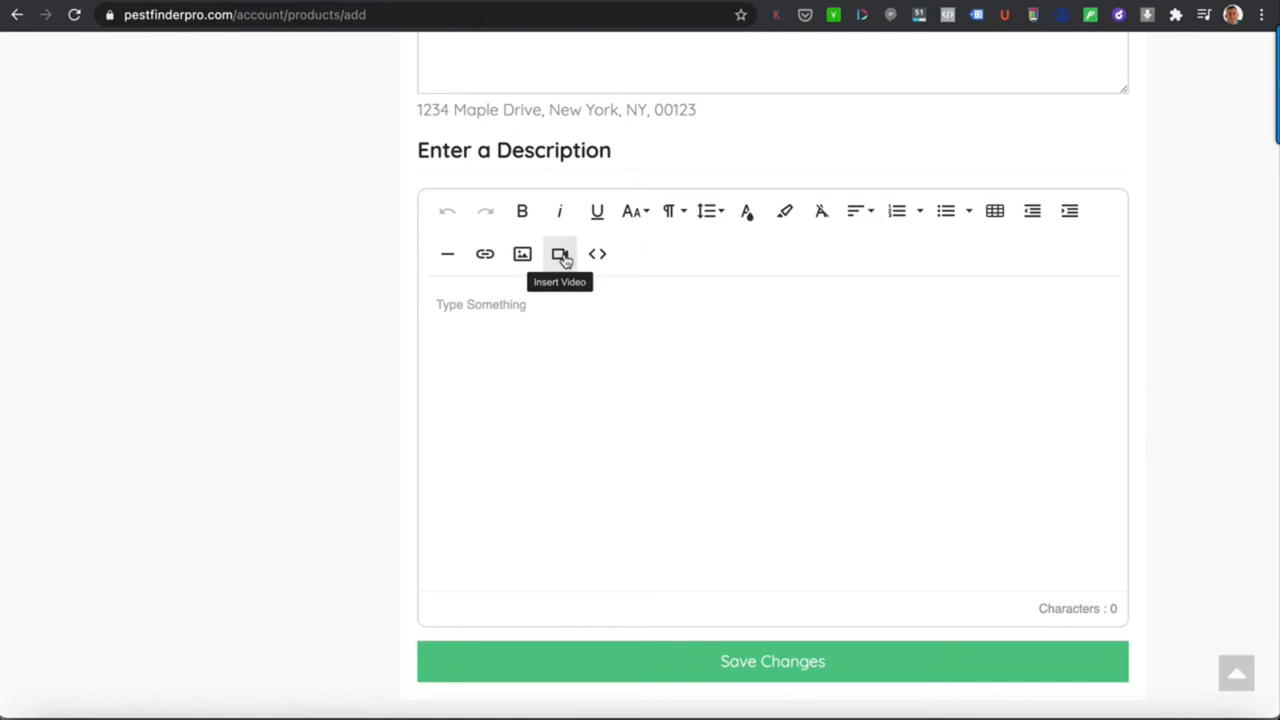 pestfinderpro.com/account/products/add
51
1234 Maple Drive, New York, NY, 00123
Enter a Description
Insert Video
Type Something
Characters : 0
Save Changes